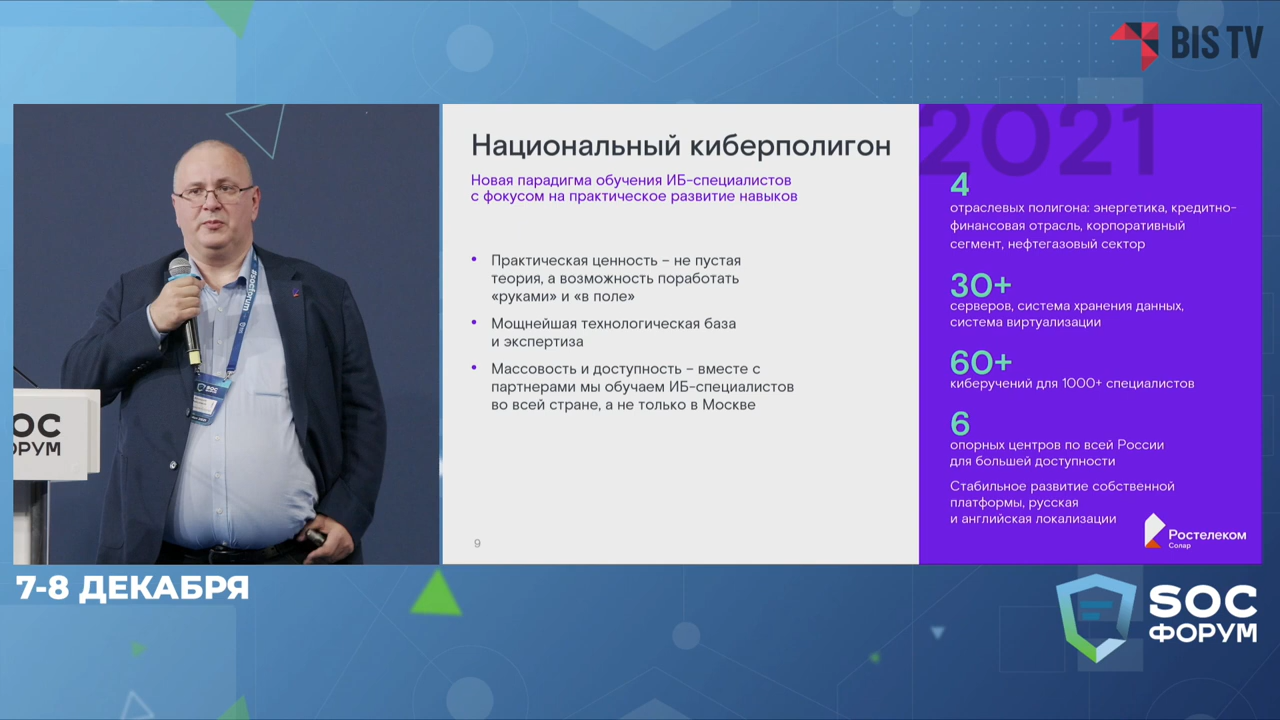 BIS TV
Национальный киберполигон
Новая парадигма обучения ИБ-специалистов
с фокусом на практическое развитие навыков
• Практическая ценность – не пустая
теория, а возможность поработать
«руками» и «в поле»
• Мощнейшая технологическая база
и экспертиза
• Массовость и доступность – вместе с
партнерами мы обучаем ИБ-специалистов
во всей стране, а не только в Москве
9
2021
4
отраслевых полигона: энергетика, кредитно-
финансовая отрасль, корпоративный
сегмент, нефтегазовый сектор
30+
серверов, система хранения данных,
система виртуализации
60+
киберучений для 1000+ специалистов
6
опорных центров по всей России
для большей доступности
Стабильное развитие собственной
платформы, русская
и английская локализации
Ростелеком
Солар
#socforum
ОС
ОРУМ
7-8 ДЕКАБРЯ
SOC
ФОРУМ